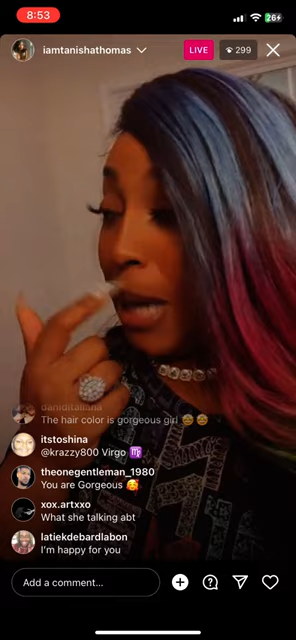 8:53
26
iamtanishathomas
LIVE
299
daniditaliana
The hair color is gorgeous girl 🤩🤩
itstoshina
@krazzy800 Virgo ♍
theonegentleman_1980
You are Gorgeous 🥰
xox.artxxo
What she talking abt
latiekdebardlabon
I'm happy for you
Add a comment...